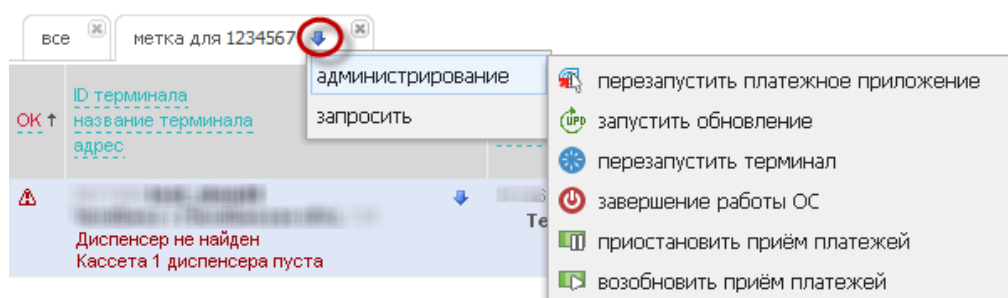 все
метка для 1234567
администрирование
запросить
перезапустить платежное приложение
запустить обновление
перезапустить терминал
завершение работы ОС
приостановить приём платежей
возобновить приём платежей
OK ↑
ID терминала
название терминала
адрес
Диспенсер не найден
Кассета 1 диспенсера пуста